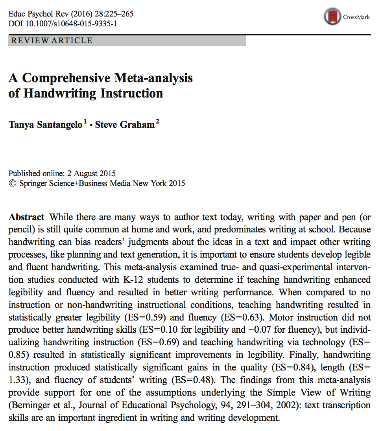 Educ Psychol Rev (2016) 28:225–265
DOI 10.1007/s10648-015-9335-1
CrossMark
REVIEW ARTICLE
A Comprehensive Meta-analysis
of Handwriting Instruction
Tanya Santangelo1 · Steve Graham2
Published online: 2 August 2015
© Springer Science+Business Media New York 2015
Abstract While there are many ways to author text today, writing with paper and pen (or
pencil) is still quite common at home and work, and predominates writing at school. Because
handwriting can bias readers' judgments about the ideas in a text and impact other writing
processes, like planning and text generation, it is important to ensure students develop legible
and fluent handwriting. This meta-analysis examined true- and quasi-experimental interven-
tion studies conducted with K-12 students to determine if teaching handwriting enhanced
legibility and fluency and resulted in better writing performance. When compared to no
instruction or non-handwriting instructional conditions, teaching handwriting resulted in
statistically greater legibility (ES=0.59) and fluency (ES=0.63). Motor instruction did not
produce better handwriting skills (ES=0.10 for legibility and −0.07 for fluency), but individ-
ualizing handwriting instruction (ES=0.69) and teaching handwriting via technology (ES=
0.85) resulted in statistically significant improvements in legibility. Finally, handwriting
instruction produced statistically significant gains in the quality (ES=0.84), length (ES=
1.33), and fluency of students' writing (ES=0.48). The findings from this meta-analysis
provide support for one of the assumptions underlying the Simple View of Writing
(Berninger et al., Journal of Educational Psychology, 94, 291–304, 2002): text transcription
skills are an important ingredient in writing and writing development.